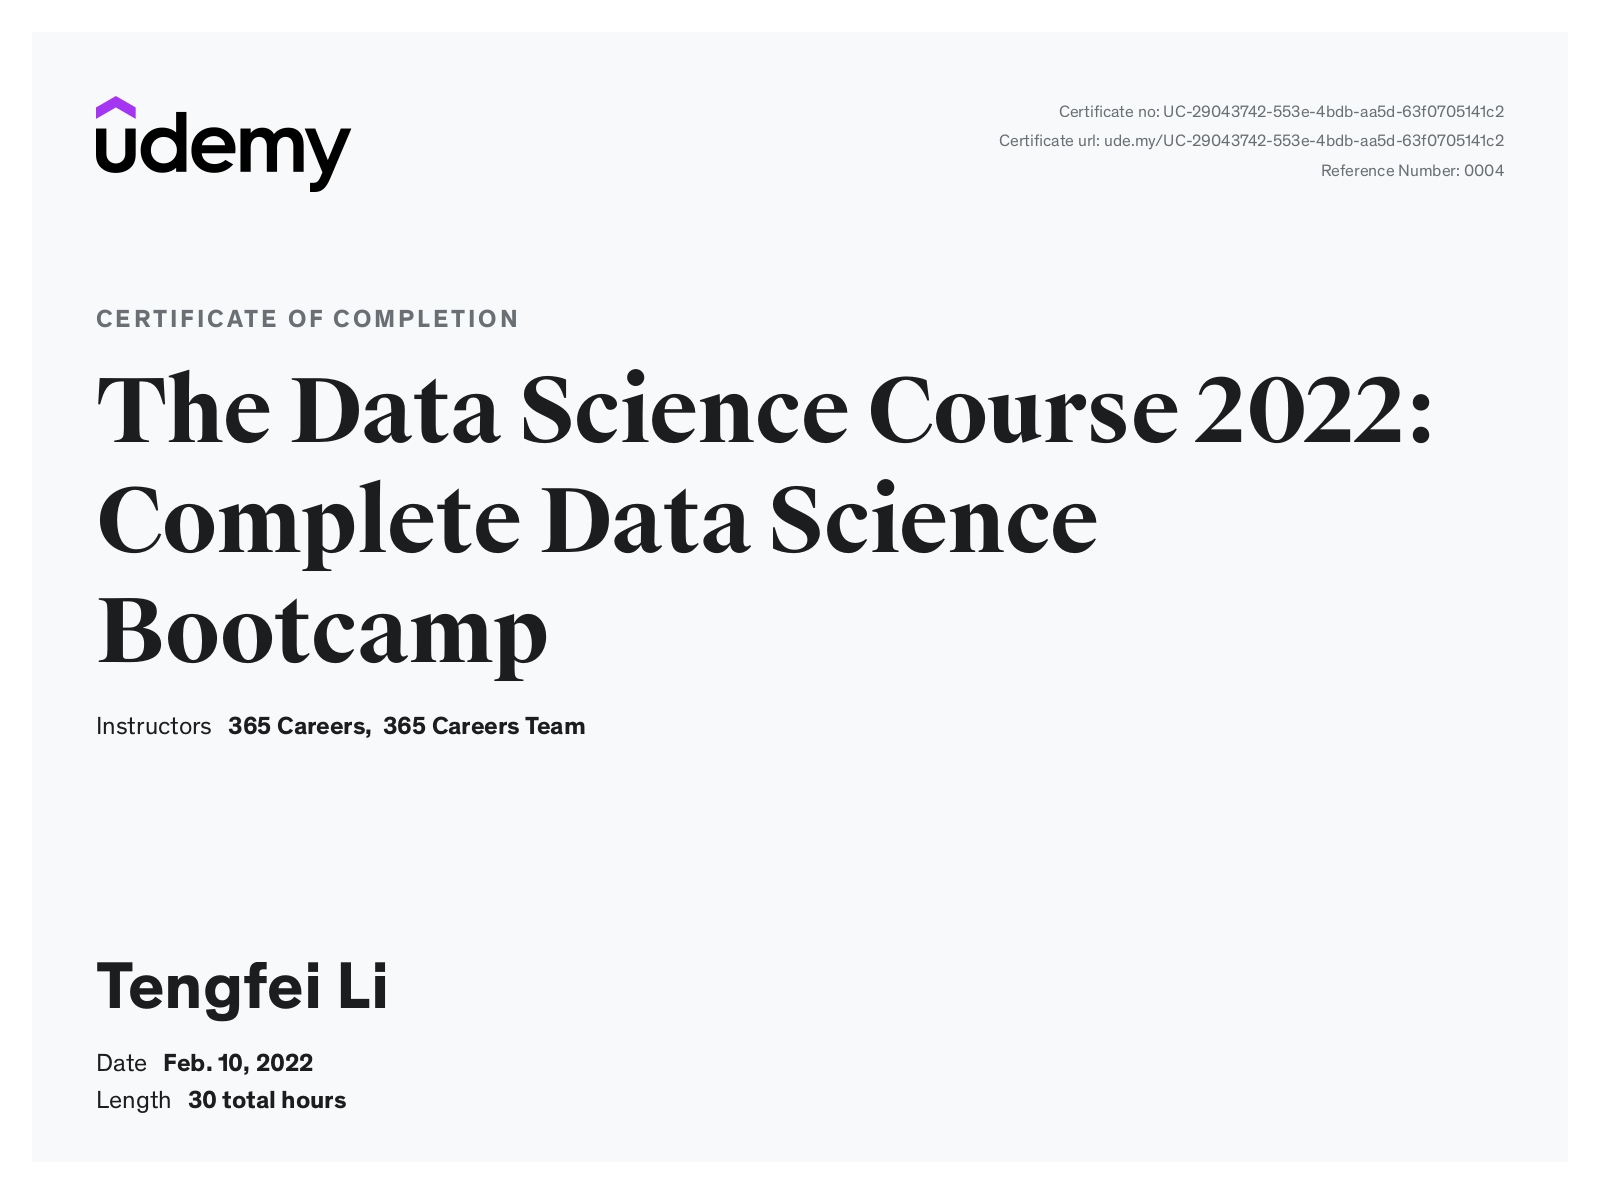 udemy
Certificate no: UC-29043742-553e-4bdb-aa5d-63f0705141c2
Certificate url: ude.my/UC-29043742-553e-4bdb-aa5d-63f0705141c2
Reference Number: 0004
CERTIFICATE OF COMPLETION
The Data Science Course 2022:
Complete Data Science
Bootcamp
Instructors 365 Careers, 365 Careers Team
Tengfei Li
Date Feb. 10, 2022
Length 30 total hours